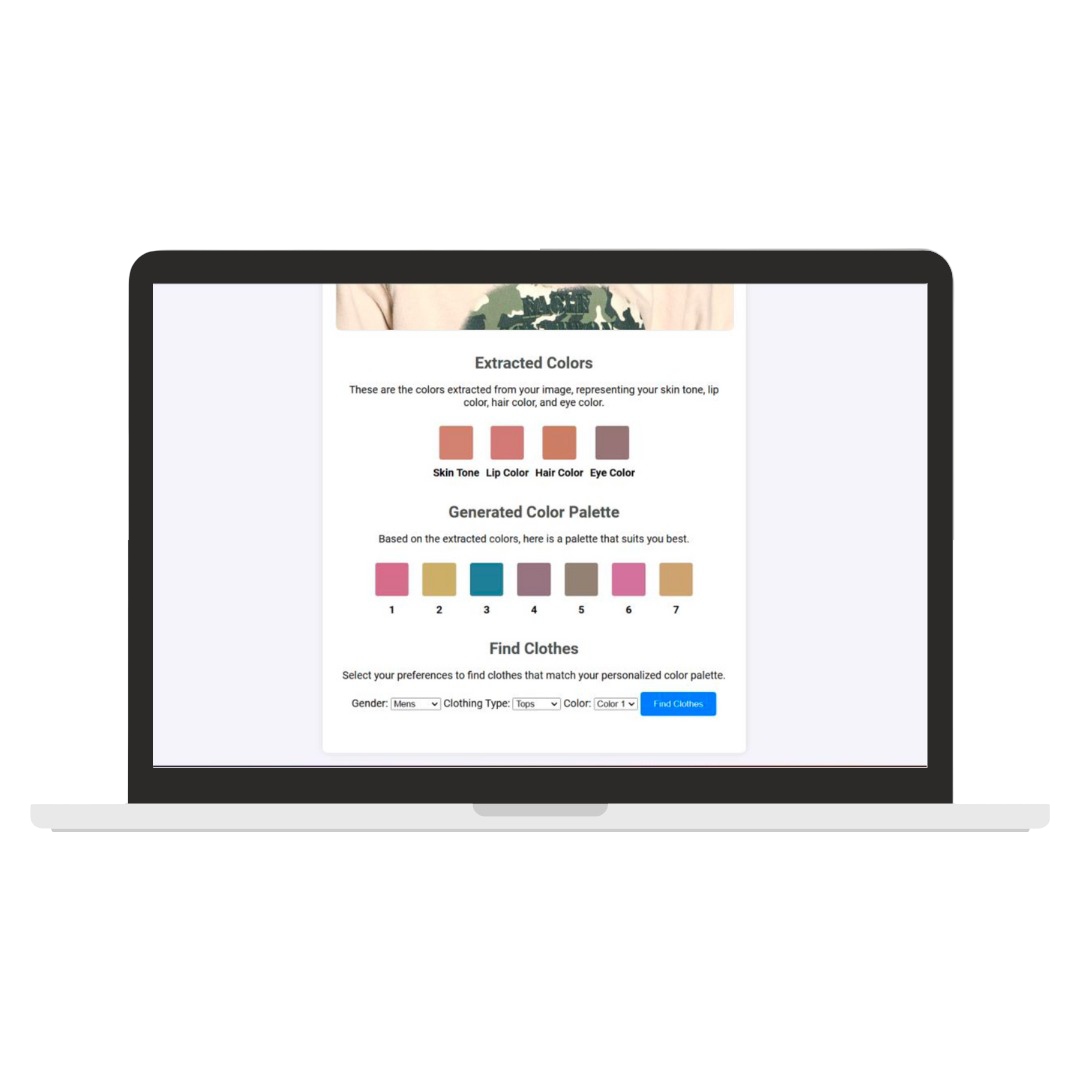 Extracted Colors
These are the colors extracted from your image, representing your skin tone, lip
color, hair color, and eye color.
Skin Tone Lip Color Hair Color Eye Color
Generated Color Palette
Based on the extracted colors, here is a palette that suits you best.
1 2 3 4 5 6 7
Find Clothes
Select your preferences to find clothes that match your personalized color palette.
Gender: Mens Clothing Type: Tops Color: Color 1 Find Clothes